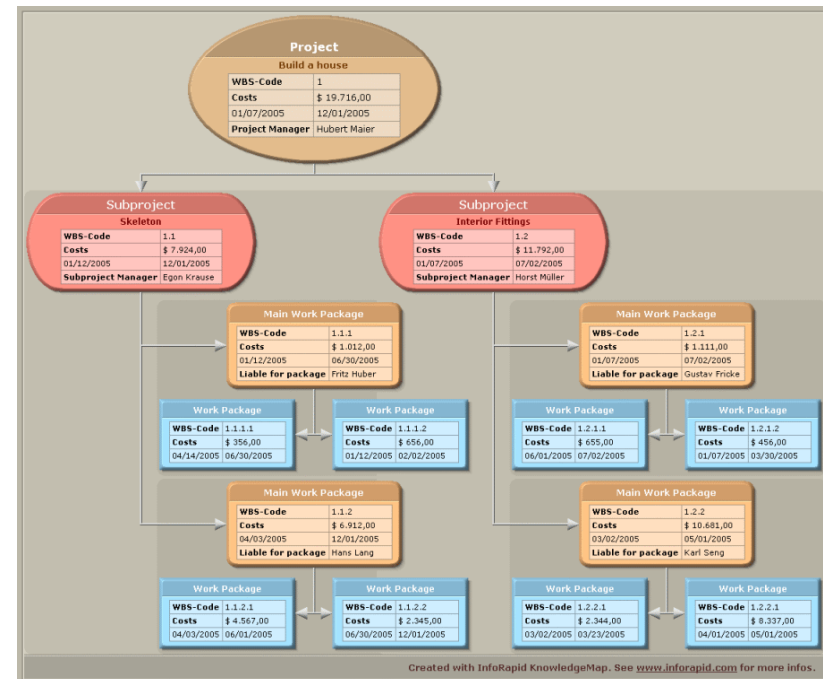 Project
Build a house
WBS-Code 1
Costs $ 19.716,00
01/07/2005 12/01/2005
Project Manager Hubert Maier
Subproject
Skeleton
WBS-Code 1.1
Costs $ 7.924,00
01/12/2005 12/01/2005
Subproject Manager Egon Krause
Subproject
Interior Fittings
WBS-Code 1.2
Costs $ 11.792,00
01/07/2005 07/02/2005
Subproject Manager Horst Müller
Main Work Package
WBS-Code 1.1.1
Costs $ 1.012,00
01/12/2005 06/30/2005
Liable for package Fritz Huber
Main Work Package
WBS-Code 1.2.1
Costs $ 1.111,00
01/07/2005 07/02/2005
Liable for package Gustav Fricke
Work Package
WBS-Code 1.1.1.1
Costs $ 356,00
04/14/2005 06/30/2005
Work Package
WBS-Code 1.1.1.2
Costs $ 656,00
01/12/2005 02/02/2005
Work Package
WBS-Code 1.2.1.1
Costs $ 655,00
06/01/2005 07/02/2005
Work Package
WBS-Code 1.2.1.2
Costs $ 456,00
01/07/2005 03/30/2005
Main Work Package
WBS-Code 1.1.2
Costs $ 6.912,00
04/03/2005 12/01/2005
Liable for package Hans Lang
Main Work Package
WBS-Code 1.2.2
Costs $ 10.681,00
03/02/2005 05/01/2005
Liable for package Karl Seng
Work Package
WBS-Code 1.1.2.1
Costs $ 4.567,00
04/03/2005 06/01/2005
Work Package
WBS-Code 1.1.2.2
Costs $ 2.345,00
06/30/2005 12/01/2005
Work Package
WBS-Code 1.2.2.1
Costs $ 2.344,00
03/02/2005 03/23/2005
Work Package
WBS-Code 1.2.2.1
Costs $ 8.337,00
04/01/2005 05/01/2005
Created with InfoRapid KnowledgeMap. See www.inforapid.com for more infos.